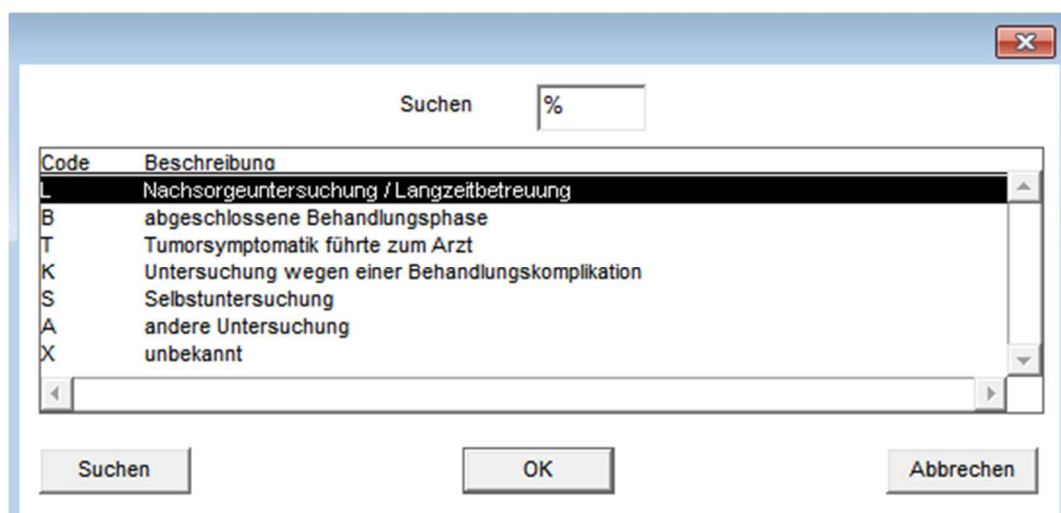 Suchen %
Code Beschreibung
L Nachsorgeuntersuchung / Langzeitbetreuung
B abgeschlossene Behandlungsphase
T Tumorsymptomatik führte zum Arzt
K Untersuchung wegen einer Behandlungskomplikation
S Selbstuntersuchung
A andere Untersuchung
X unbekannt
Suchen OK Abbrechen